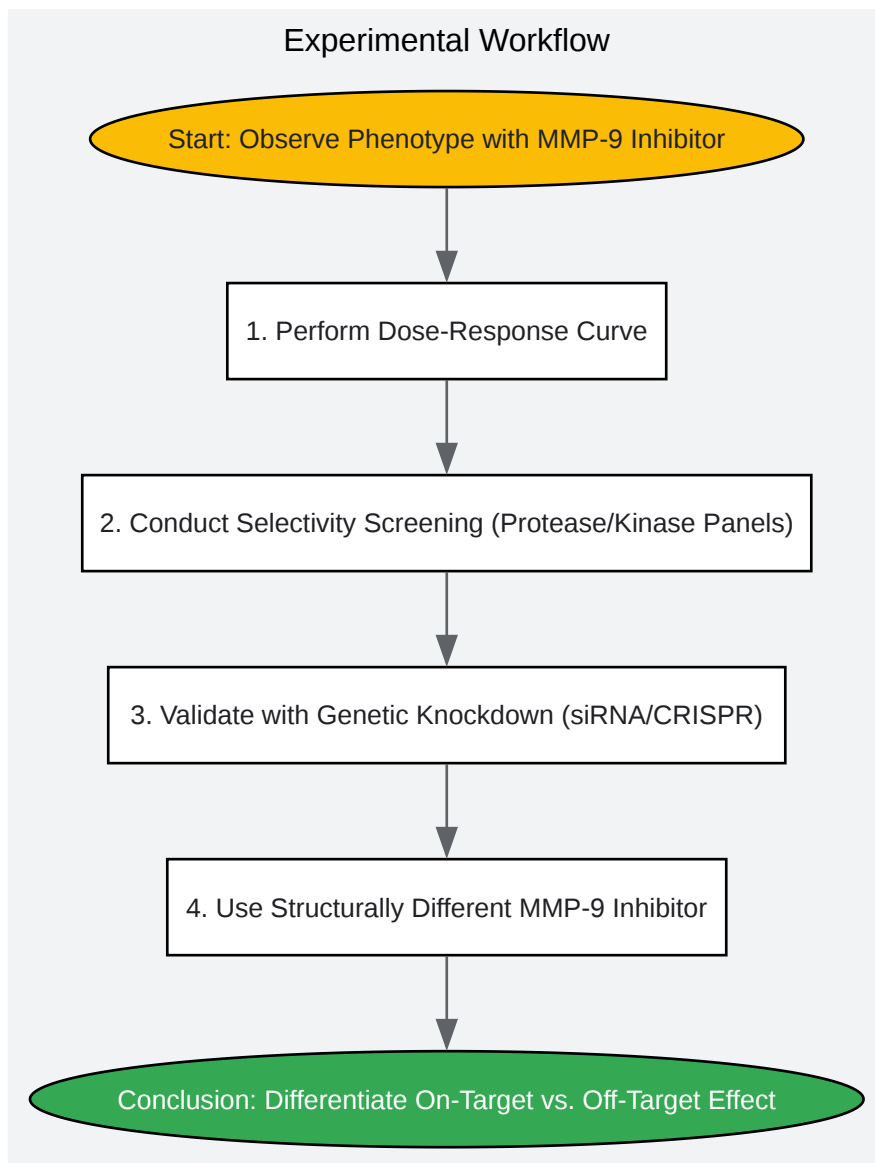 Experimental Workflow
Start: Observe Phenotype with MMP-9 Inhibitor
1. Perform Dose-Response Curve
2. Conduct Selectivity Screening (Protease/Kinase Panels)
3. Validate with Genetic Knockdown (siRNA/CRISPR)
4. Use Structurally Different MMP-9 Inhibitor
Conclusion: Differentiate On-Target vs. Off-Target Effect